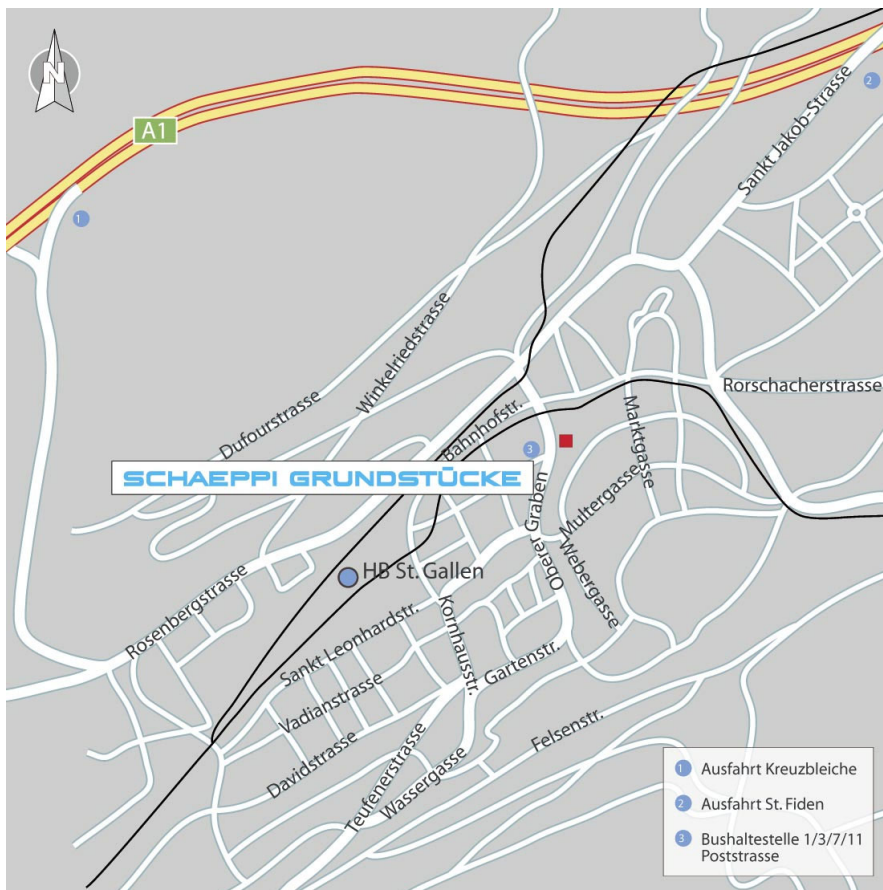 N
A1
1
2
Sankt Jakob-Strasse
Winkelriedstrasse
Dufourstrasse
Rorschacherstrasse
Bahnhofstr.
Marktgasse
3
SCHAEPPI GRUNDSTÜCKE
Oberer Graben
Multergasse
Webergasse
HB St. Gallen
Rosenbergstrasse
Kornhausstr.
Sankt Leonhardstr.
Gartenstr.
Vadianstrasse
Davidstrasse
Felsenstr.
Teufenerstrasse
Wassergasse
1 Ausfahrt Kreuzbleiche
2 Ausfahrt St. Fiden
3 Bushaltestelle 1/3/7/11
Poststrasse